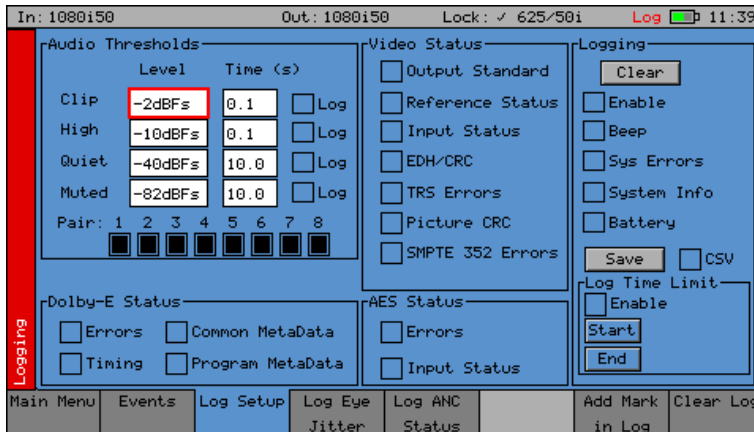 In: 1080i50 Out: 1080i50 Lock: ✓ 625/50i Log 11:39
Audio Thresholds
Level Time (s)
Clip -2dBFs 0.1 Log
High -10dBFs 0.1 Log
Quiet -40dBFs 10.0 Log
Muted -82dBFs 10.0 Log
Pair: 1 2 3 4 5 6 7 8
Video Status
Output Standard
Reference Status
Input Status
EDH/CRC
TRS Errors
Picture CRC
SMPTE 352 Errors
Logging
Clear
Enable
Beep
Sys Errors
System Info
Battery
Save CSV
Log Time Limit
Enable
Start
End
Dolby-E Status
Errors Common MetaData
Timing Program MetaData
AES Status
Errors
Input Status
Logging
Main Menu Events Log Setup Log Eye Log ANC Add Mark Clear Log
Jitter Status in Log